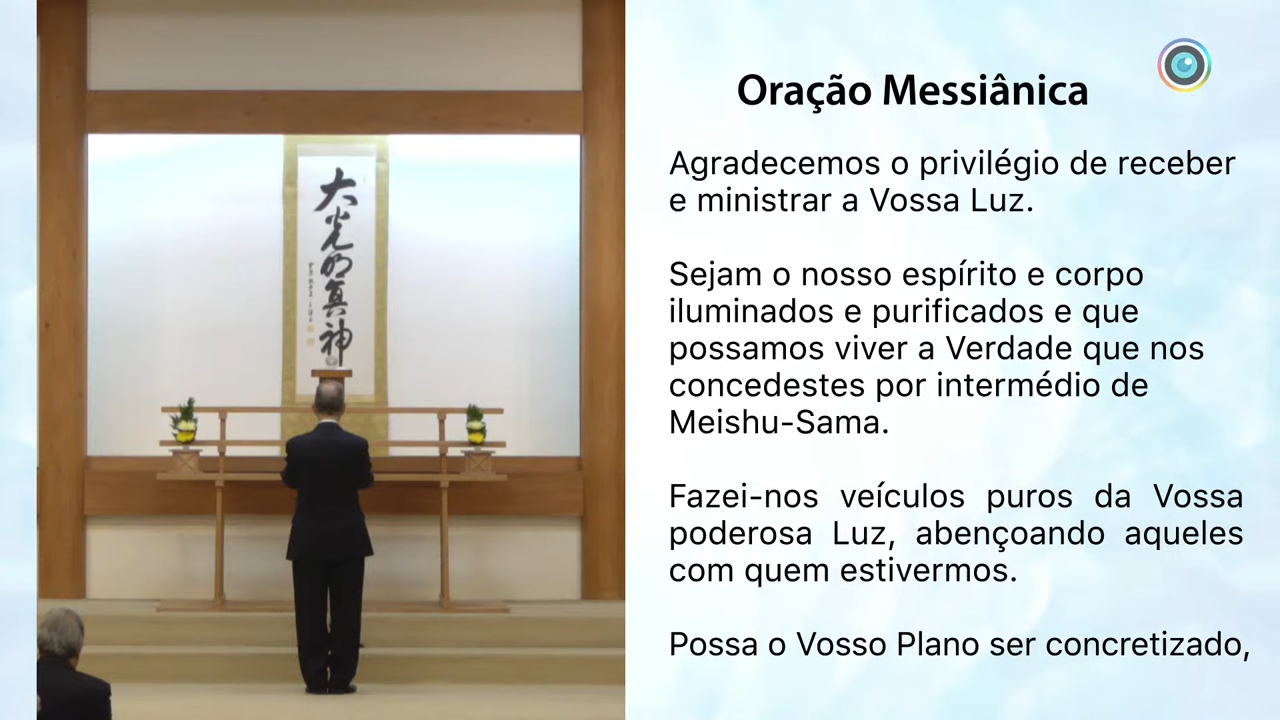 大光明真神
Oração Messiânica
Agradecemos o privilégio de receber
e ministrar a Vossa Luz.
Sejam o nosso espírito e corpo
iluminados e purificados e que
possamos viver a Verdade que nos
concedestes por intermédio de
Meishu-Sama.
Fazei-nos veículos puros da Vossa
poderosa Luz, abençoando aqueles
com quem estivermos.
Possa o Vosso Plano ser concretizado,